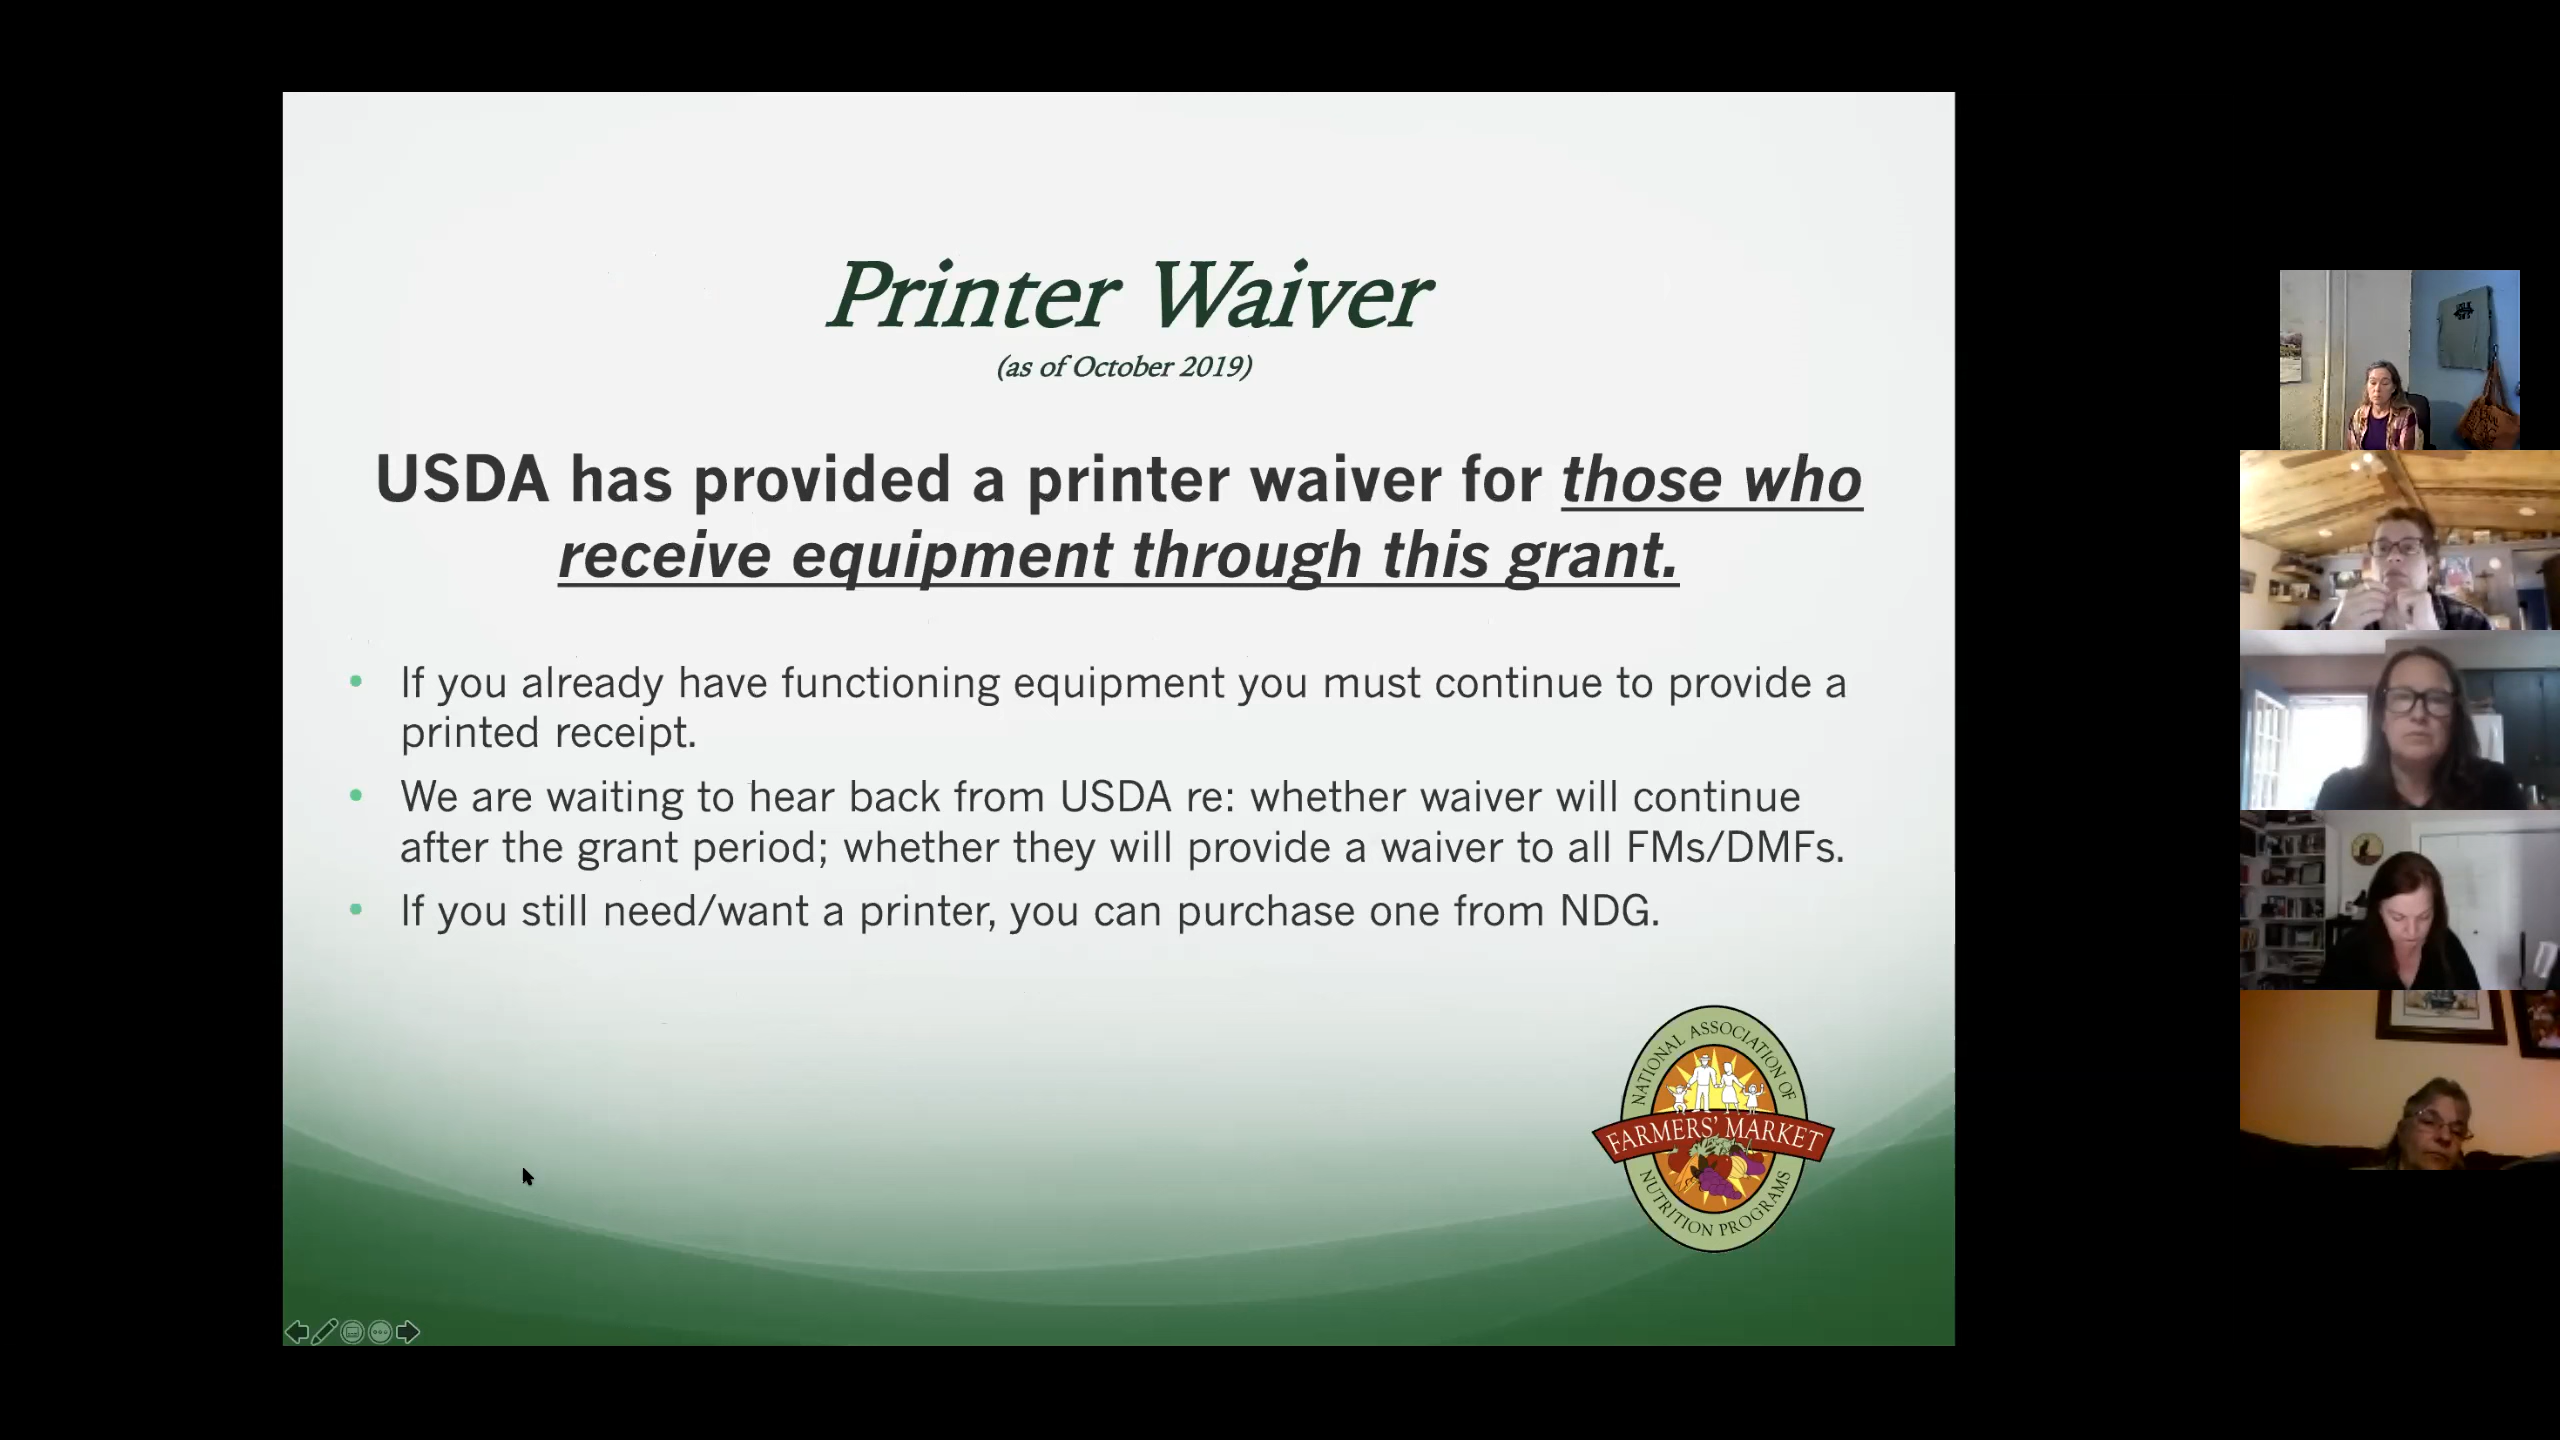 Printer Waiver
(as of October 2019)
USDA has provided a printer waiver for those who
receive equipment through this grant.
• If you already have functioning equipment you must continue to provide a
printed receipt.
• We are waiting to hear back from USDA re: whether waiver will continue
after the grant period; whether they will provide a waiver to all FMs/DMFs.
• If you still need/want a printer, you can purchase one from NDG.
NATIONAL ASSOCIATION OF
FARMERS' MARKET
NUTRITION PROGRAMS